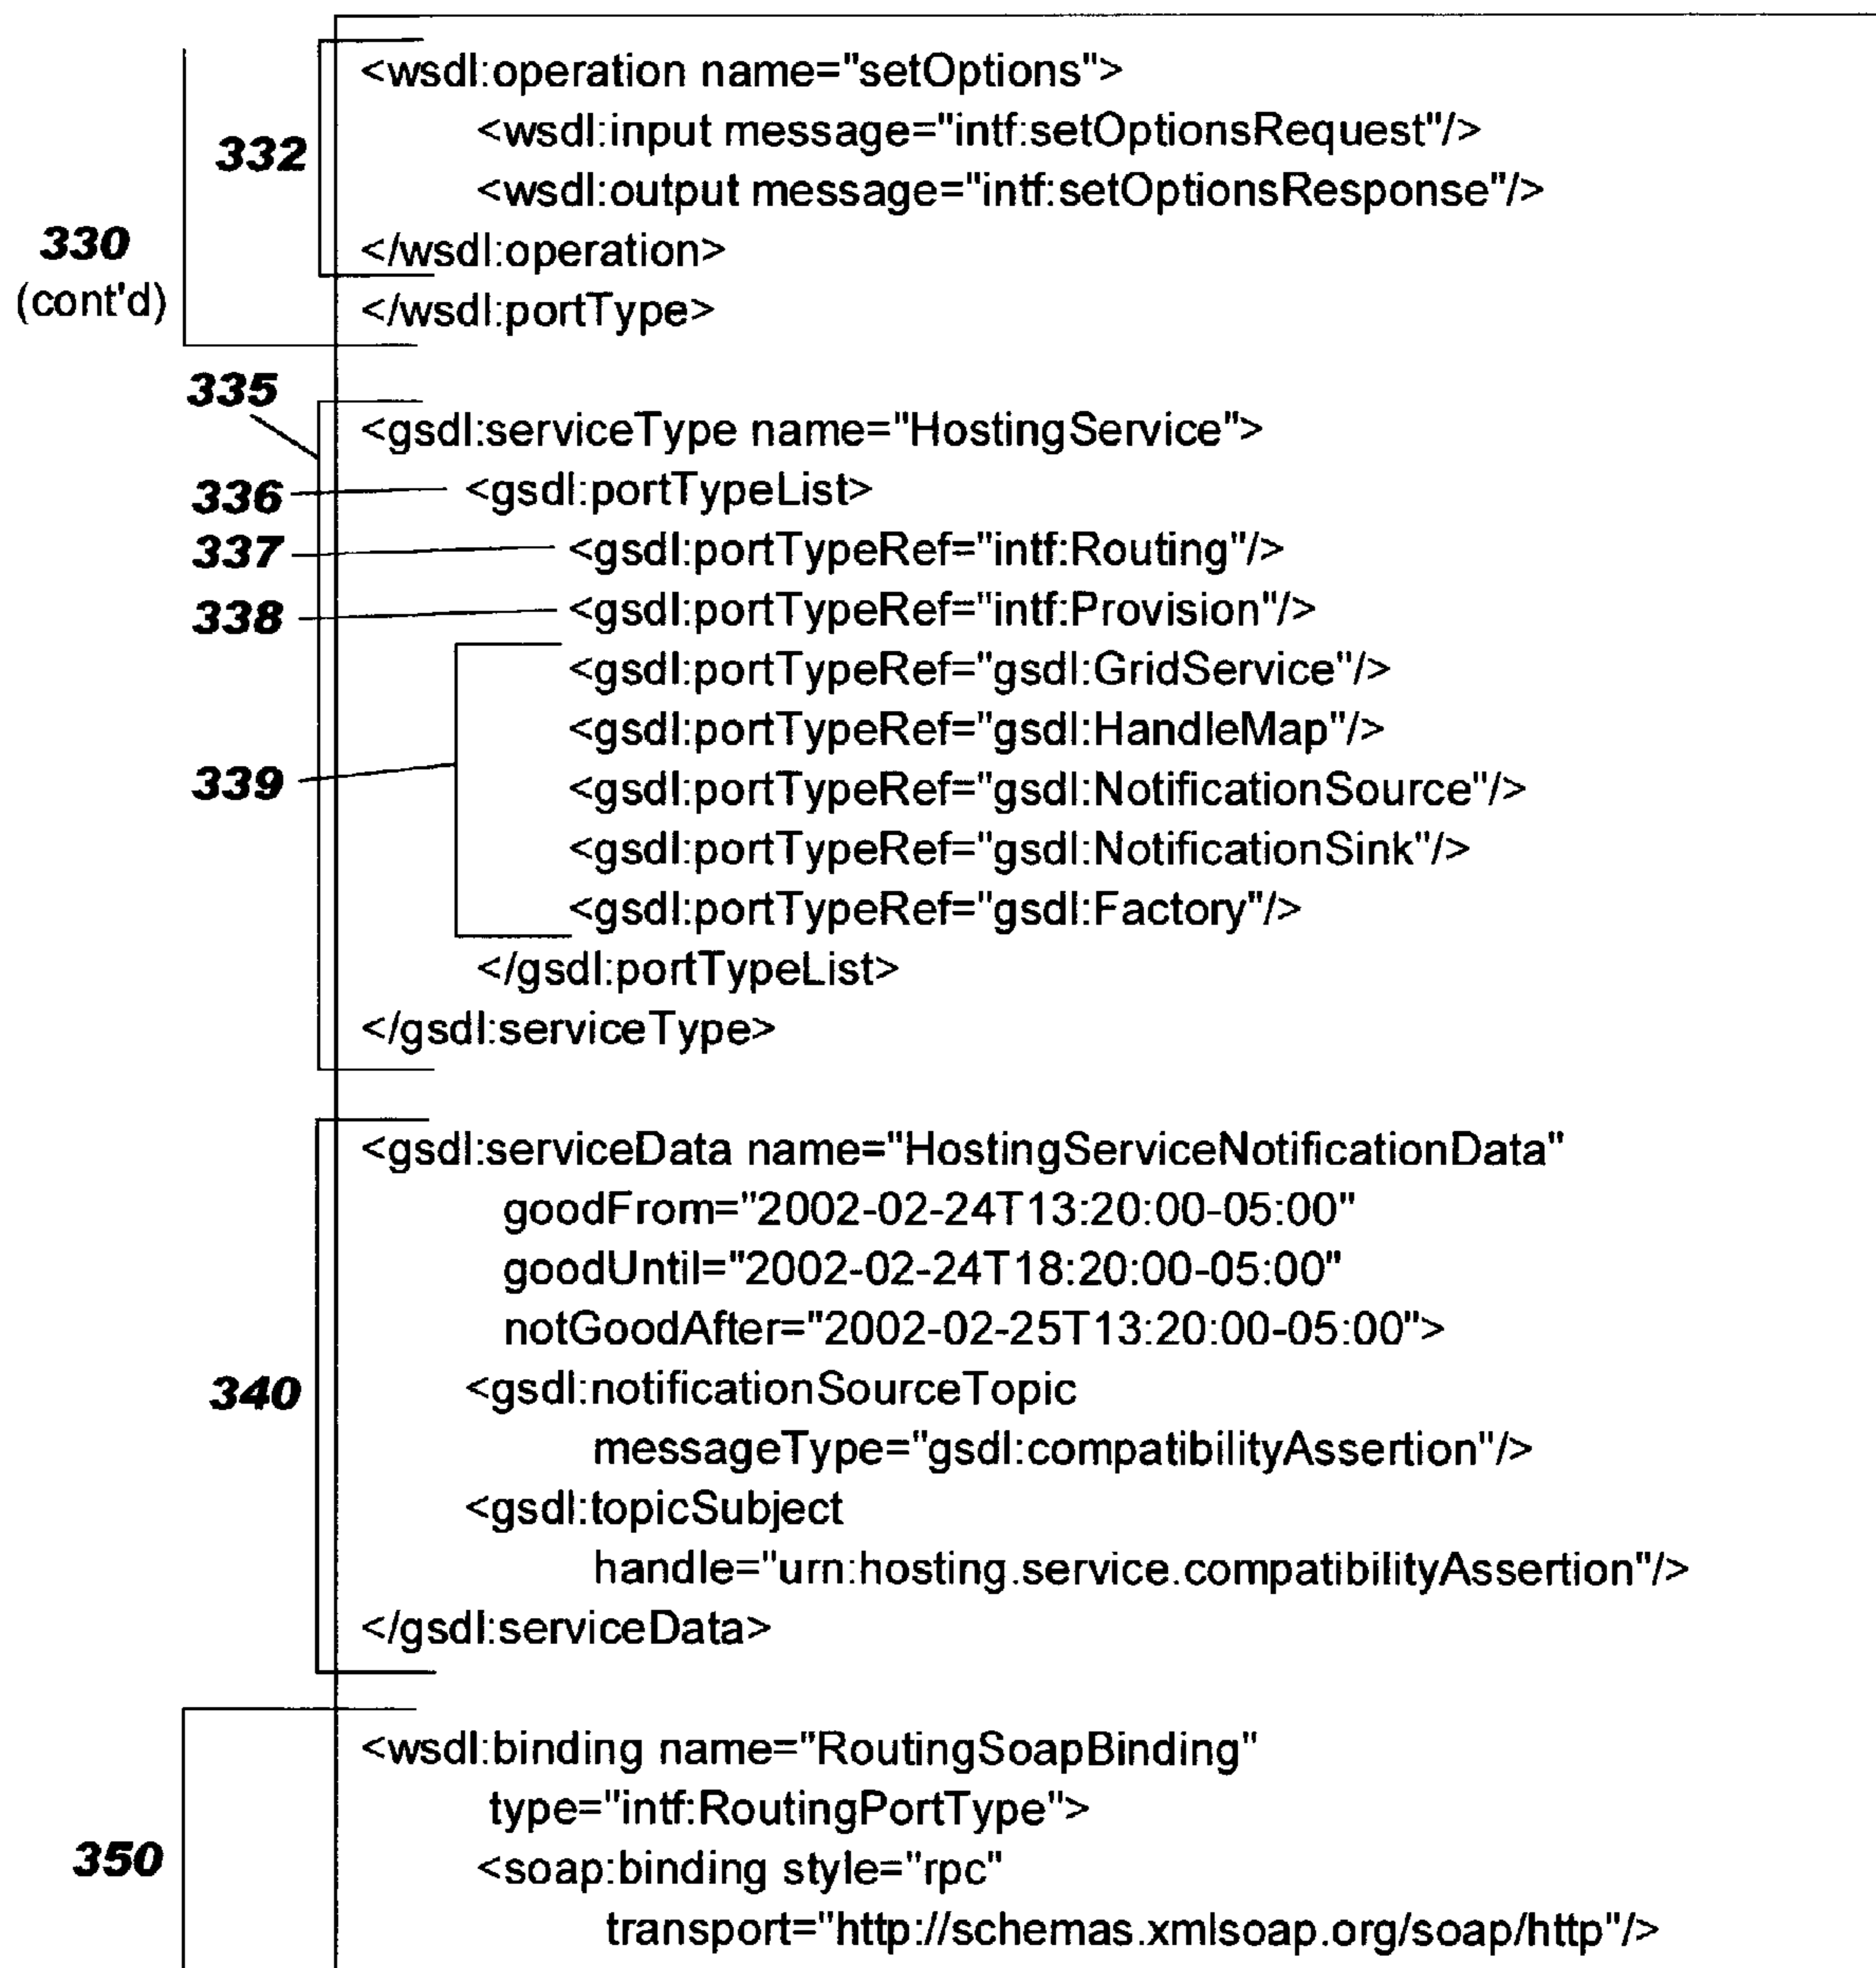 <wsdl:operation name="setOptions">
<wsdl:input message="intf:setOptionsRequest"/>
332
<wsdl:output message="intf:setOptionsResponse"/>
330
</wsdl:operation>
(cont'd)
</wsdl:portType>
335
<gsdl:serviceType name="HostingService">
336 <gsdl:portTypeList>
337 <gsdl:portTypeRef="intf:Routing"/>
338 <gsdl:portTypeRef="intf:Provision"/>
<gsdl:portTypeRef="gsdl:GridService"/>
<gsdl:portTypeRef="gsdl:HandleMap"/>
339 <gsdl:portTypeRef="gsdl:NotificationSource"/>
<gsdl:portTypeRef="gsdl:NotificationSink"/>
<gsdl:portTypeRef="gsdl:Factory"/>
</gsdl:portTypeList>
</gsdl:serviceType>
<gsdl:serviceData name="HostingServiceNotificationData"
goodFrom="2002-02-24T13:20:00-05:00"
goodUntil="2002-02-24T18:20:00-05:00"
notGoodAfter="2002-02-25T13:20:00-05:00">
340 <gsdl:notificationSourceTopic
messageType="gsdl:compatibilityAssertion"/>
<gsdl:topicSubject
handle="urn:hosting.service.compatibilityAssertion"/>
</gsdl:serviceData>
<wsdl:binding name="RoutingSoapBinding"
type="intf:RoutingPortType">
350 <soap:binding style="rpc"
transport="http://schemas.xmlsoap.org/soap/http"/>